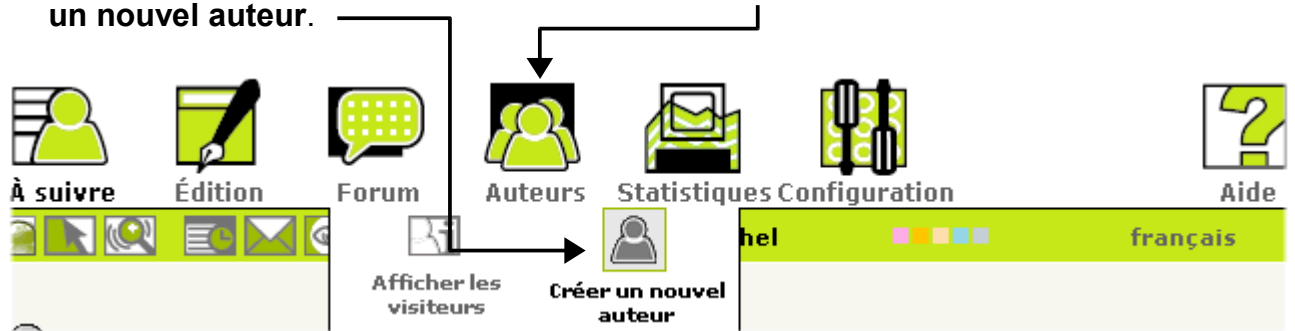 un nouvel auteur.
À suivre Édition Forum Auteurs Statistiques Configuration Aide
hel français
Afficher les
visiteurs
Créer un nouvel
auteur